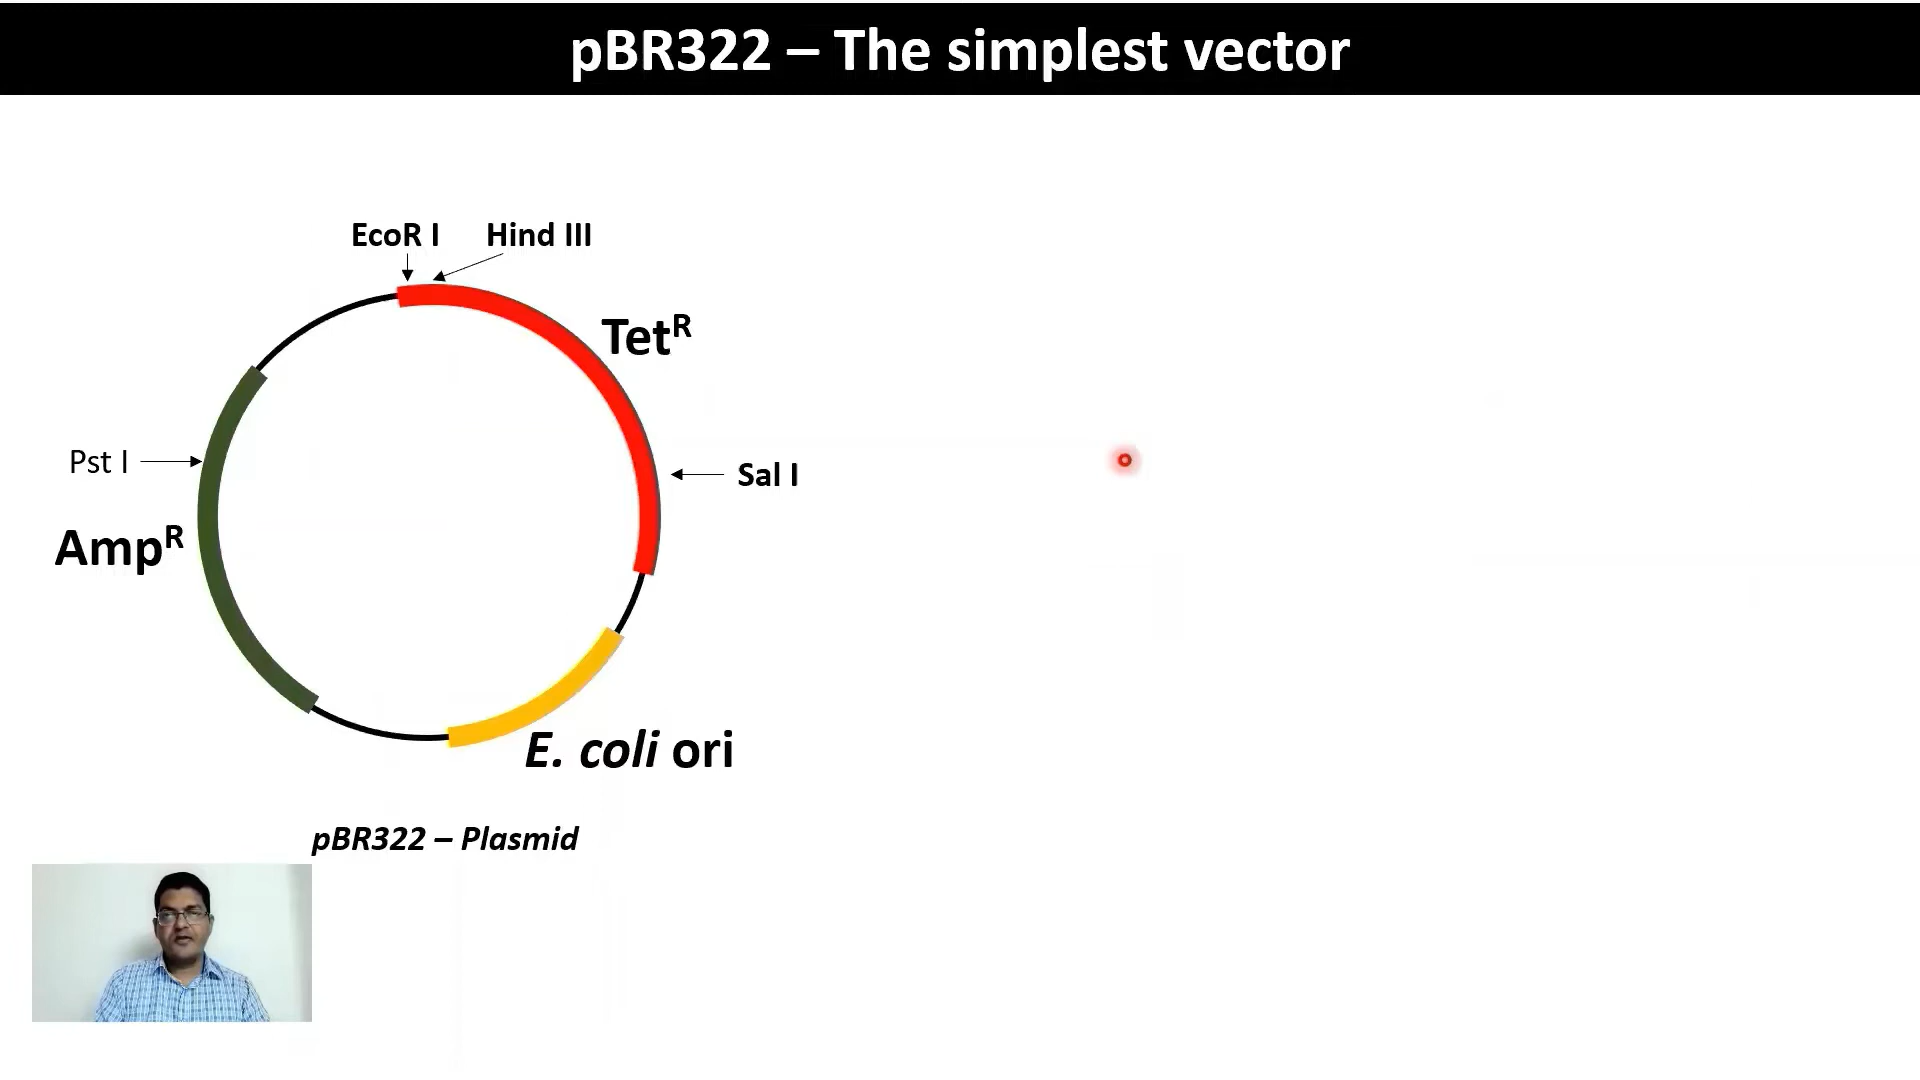 pBR322 – The simplest vector
EcoR I
Hind III
Tet^R
Pst I
Sal I
Amp^R
E. coli ori
pBR322 – Plasmid